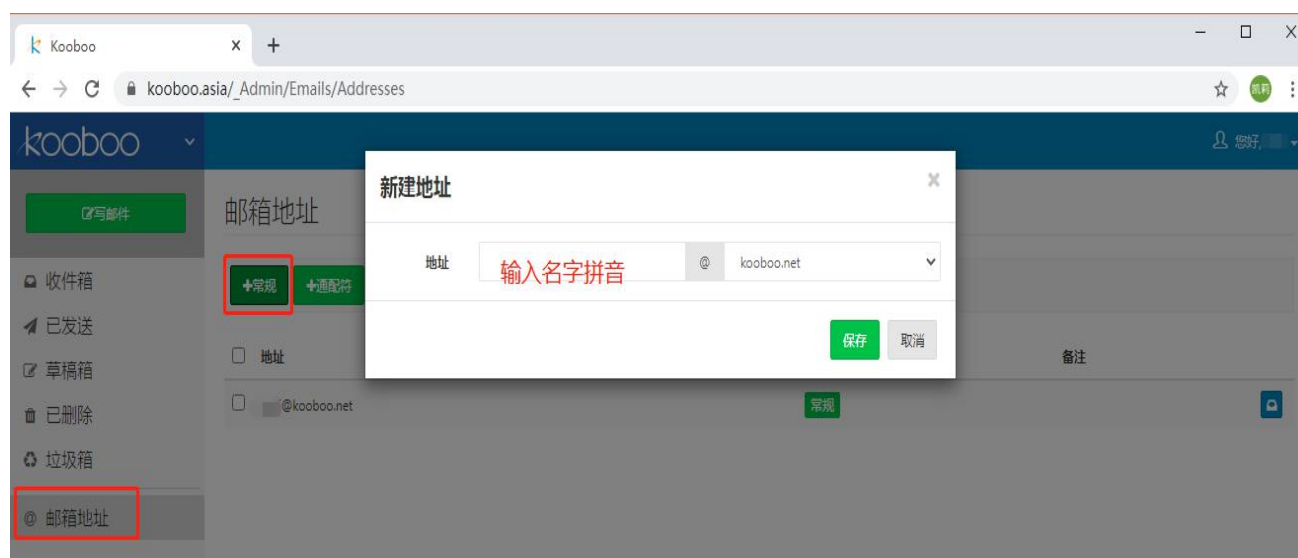 Kooboo
kooboo.asia/_Admin/Emails/Addresses
凯莉
kooboo
您好,
新建地址
写邮件
邮箱地址
地址
输入名字拼音
@
kooboo.net
收件箱
+常规
+通配符
已发送
保存
取消
草稿箱
地址
备注
已删除
@kooboo.net
常规
垃圾箱
@ 邮箱地址